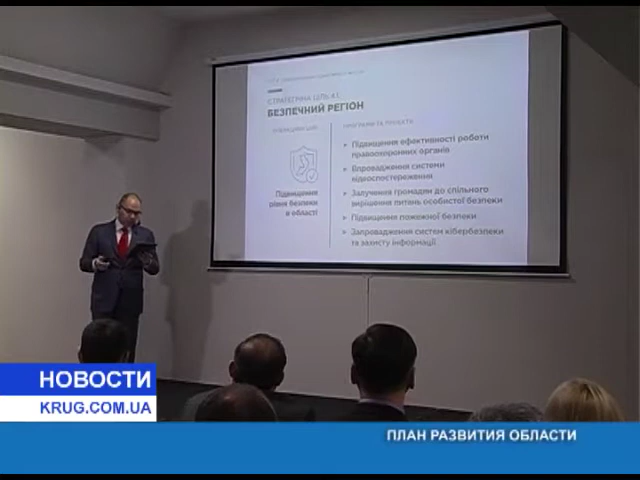 СТРАТЕГІЧНА ЦІЛЬ 4.1.
БЕЗПЕЧНИЙ РЕГІОН
Підвищення
рівня безпеки
в області
Підвищення ефективності роботи
правоохоронних органів
Впровадження системи
відеоспостереження
Залучення громадян до спільного
вирішення питань особистої безпеки
Підвищення пожежної безпеки
Запровадження систем кібербезпеки
та захисту інформації
НОВОСТИ
KRUG.COM.UA
ПЛАН РАЗВИТИЯ ОБЛАСТИ